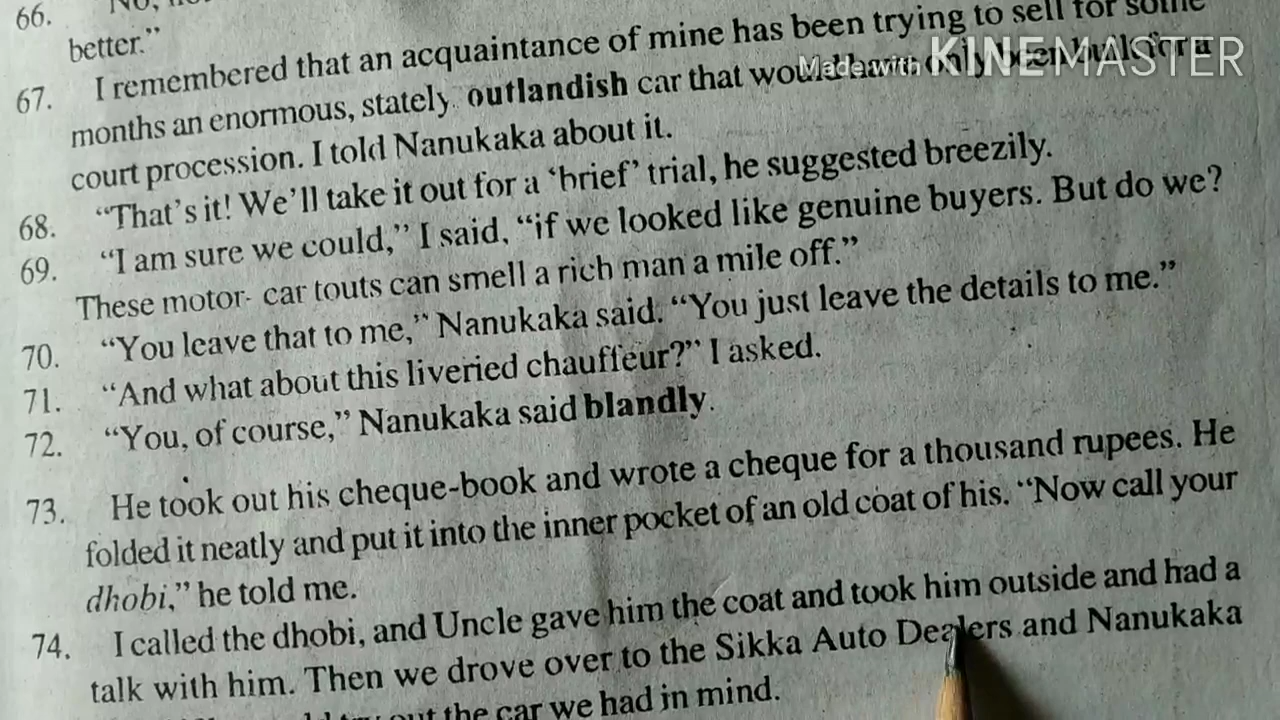 66.
better.”
67. I remembered that an acquaintance of mine has been trying to sell for some
months an enormous, stately outlandish car that would have only been built for a
court procession. I told Nanukaka about it.
68. “That’s it! We’ll take it out for a ‘brief’ trial, he suggested breezily.
69. “I am sure we could,” I said, “if we looked like genuine buyers. But do we?
These motor- car touts can smell a rich man a mile off.”
70. “You leave that to me,” Nanukaka said. “You just leave the details to me.”
71. “And what about this liveried chauffeur?” I asked.
72. “You, of course,” Nanukaka said blandly.
73. He took out his cheque-book and wrote a cheque for a thousand rupees. He
folded it neatly and put it into the inner pocket of an old coat of his. “Now call your
dhobi,” he told me.
74. I called the dhobi, and Uncle gave him the coat and took him outside and had a
talk with him. Then we drove over to the Sikka Auto Dealers and Nanukaka
out the car we had in mind.
Made with KINEMASTER